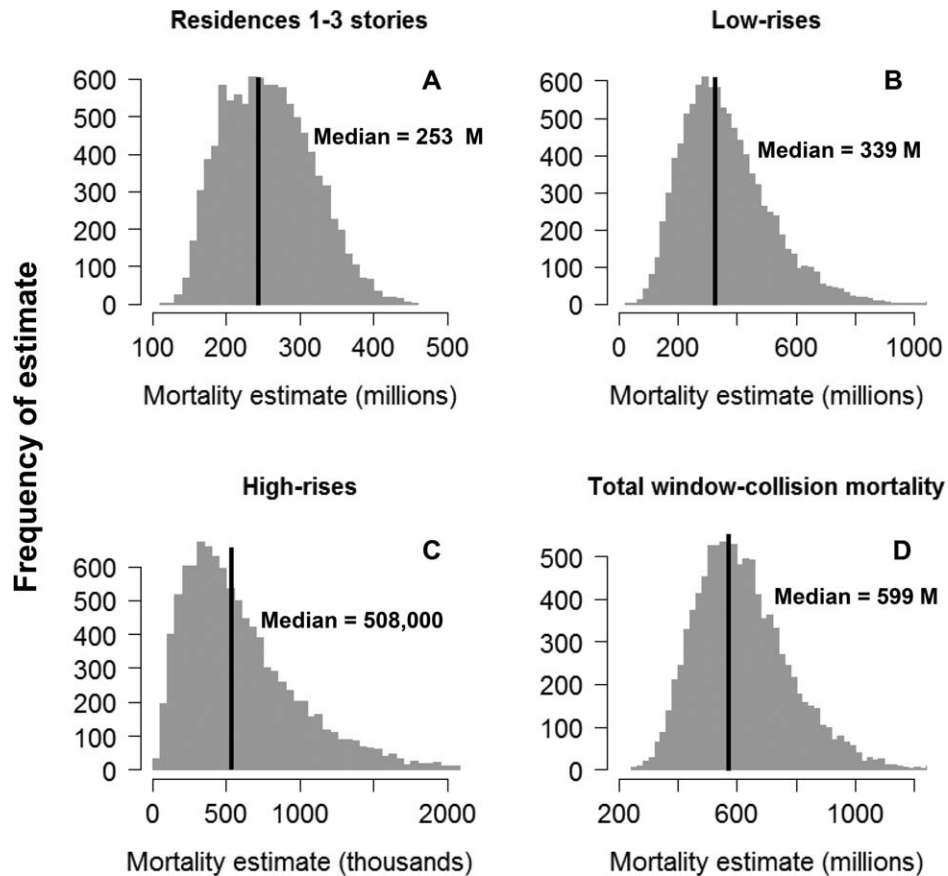 Residences 1-3 stories
A
Median = 253 M
600
500
400
300
200
100
0
100 200 300 400 500
Mortality estimate (millions)
Low-rises
B
Median = 339 M
600
500
400
300
200
100
0
0 200 600 1000
Mortality estimate (millions)
Frequency of estimate
High-rises
C
Median = 508,000
600
500
400
300
200
100
0
0 500 1000 2000
Mortality estimate (thousands)
Total window-collision mortality
D
Median = 599 M
500
400
300
200
100
0
200 600 1000
Mortality estimate (millions)